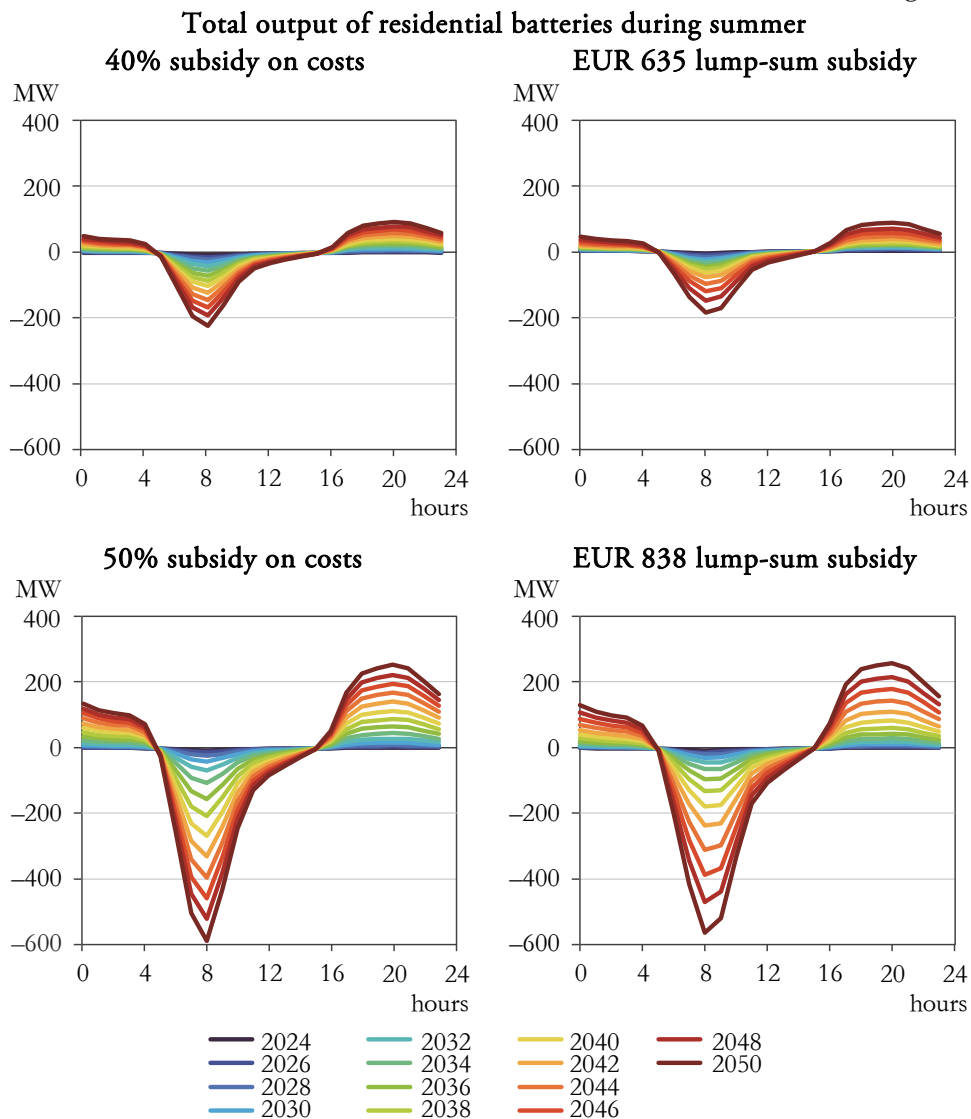 Total output of residential batteries during summer
40% subsidy on costs
EUR 635 lump-sum subsidy
MW
400
200
0
–200
–400
–600
0 4 8 12 16 20 24
hours
MW
400
200
0
–200
–400
–600
0 4 8 12 16 20 24
hours
50% subsidy on costs
EUR 838 lump-sum subsidy
MW
400
200
0
–200
–400
–600
0 4 8 12 16 20 24
hours
MW
400
200
0
–200
–400
–600
0 4 8 12 16 20 24
hours
2024 2032 2040 2048
2026 2034 2042 2050
2028 2036 2044
2030 2038 2046